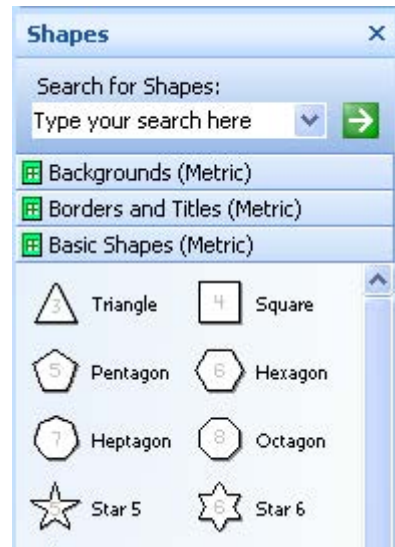 Shapes
Search for Shapes:
Type your search here
Backgrounds (Metric)
Borders and Titles (Metric)
Basic Shapes (Metric)
3 Triangle 4 Square
5 Pentagon 6 Hexagon
7 Heptagon 8 Octagon
5 Star 5 6 Star 6